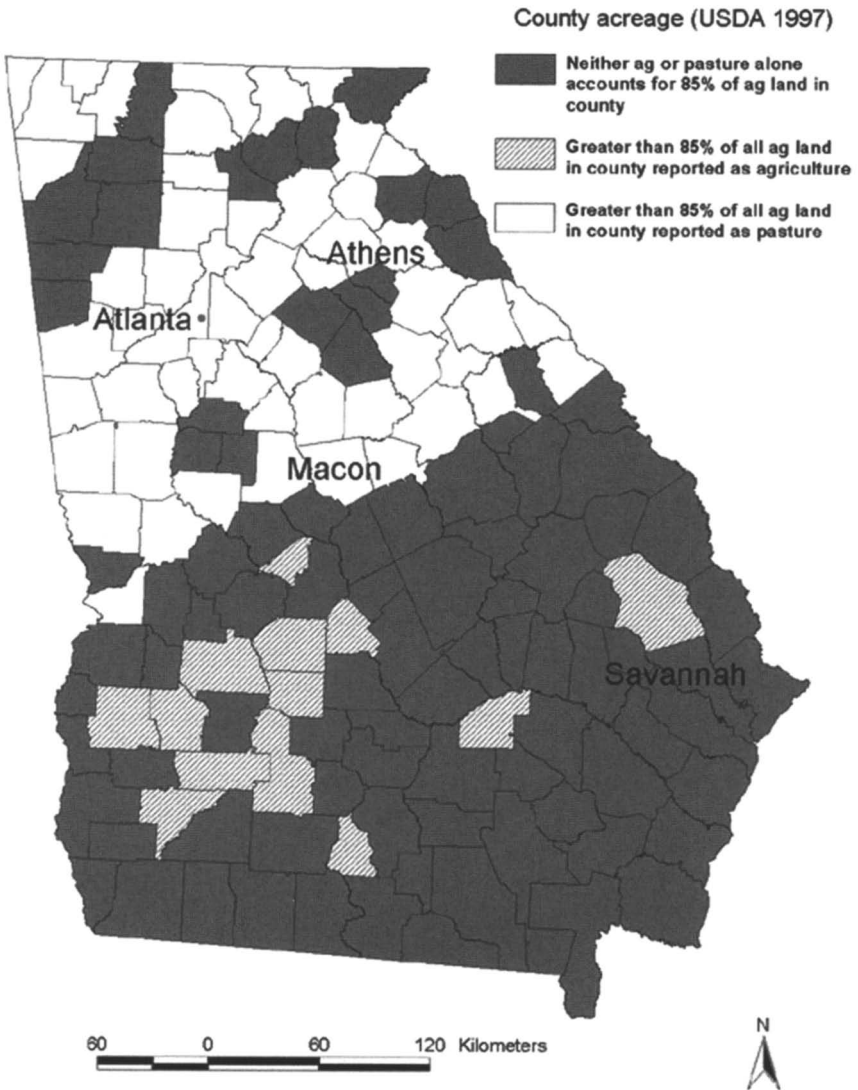 County acreage (USDA 1997)
Neither ag or pasture alone
accounts for 85% of ag land in
county
Greater than 85% of all ag land
in county reported as agriculture
Greater than 85% of all ag land
in county reported as pasture
Athens
Atlanta
Macon
Savannah
60 0 60 120 Kilometers
N